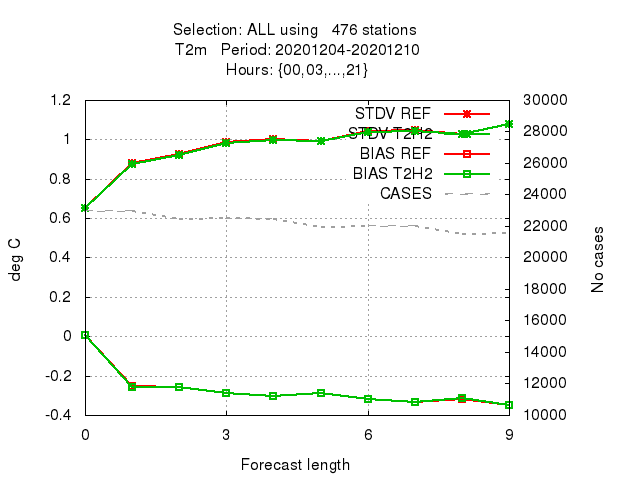 Selection: ALL using 476 stations
T2m Period: 20201204-20201210
Hours: {00,03,...,21}
STDV REF
STDV T2H2
BIAS REF
BIAS T2H2
CASES
1.2
1
0.8
0.6
0.4
0.2
0
-0.2
-0.4
deg C
30000
28000
26000
24000
22000
20000
18000
16000
14000
12000
10000
No cases
0 3 6 9
Forecast length